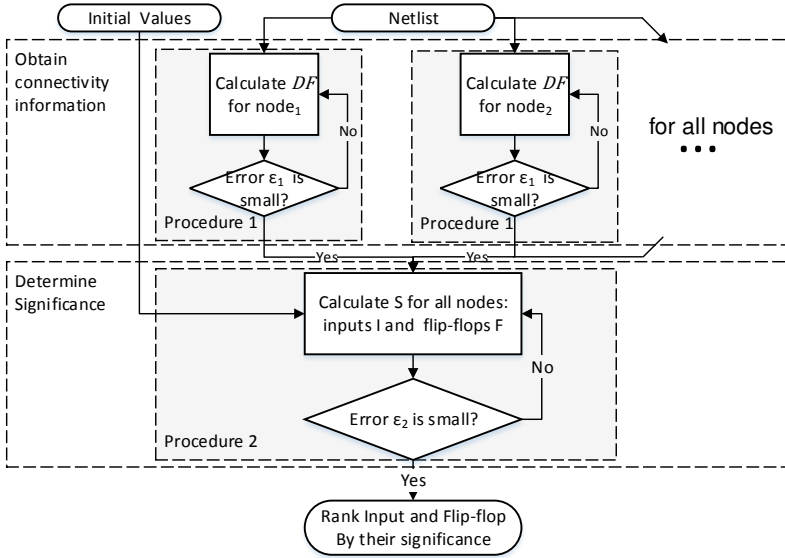 Initial Values
Netlist
Obtain
connectivity
information
Calculate DF
for node₁
No
Error ε₁ is
small?
Procedure 1
Calculate DF
for node₂
No
Error ε₁ is
small?
Procedure 1
for all nodes
...
Yes
Yes
Determine
Significance
Calculate S for all nodes:
inputs I and flip-flops F
No
Error ε₂ is small?
Procedure 2
Yes
Rank Input and Flip-flop
By their significance